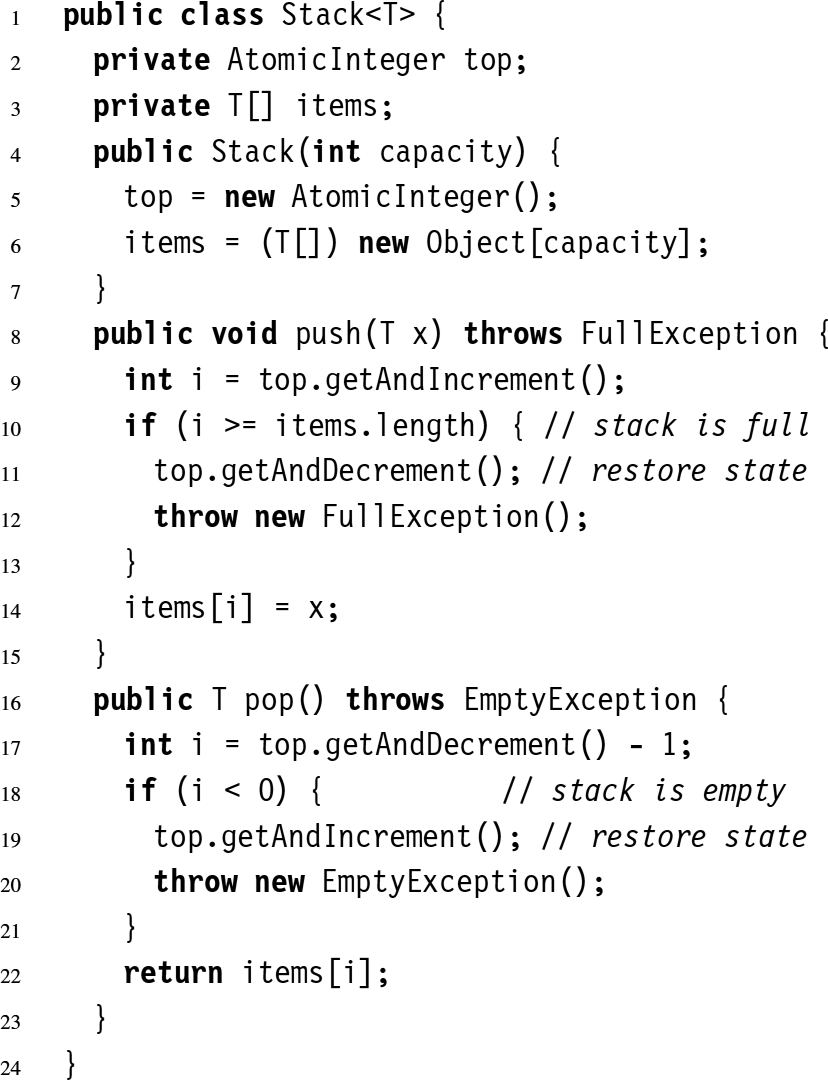 1 public class Stack<T> {
2 private AtomicInteger top;
3 private T[] items;
4 public Stack(int capacity) {
5 top = new AtomicInteger();
6 items = (T[]) new Object[capacity];
7 }
8 public void push(T x) throws FullException {
9 int i = top.getAndIncrement();
10 if (i >= items.length) { // stack is full
11 top.getAndDecrement(); // restore state
12 throw new FullException();
13 }
14 items[i] = x;
15 }
16 public T pop() throws EmptyException {
17 int i = top.getAndDecrement() - 1;
18 if (i < 0) { // stack is empty
19 top.getAndIncrement(); // restore state
20 throw new EmptyException();
21 }
22 return items[i];
23 }
24 }